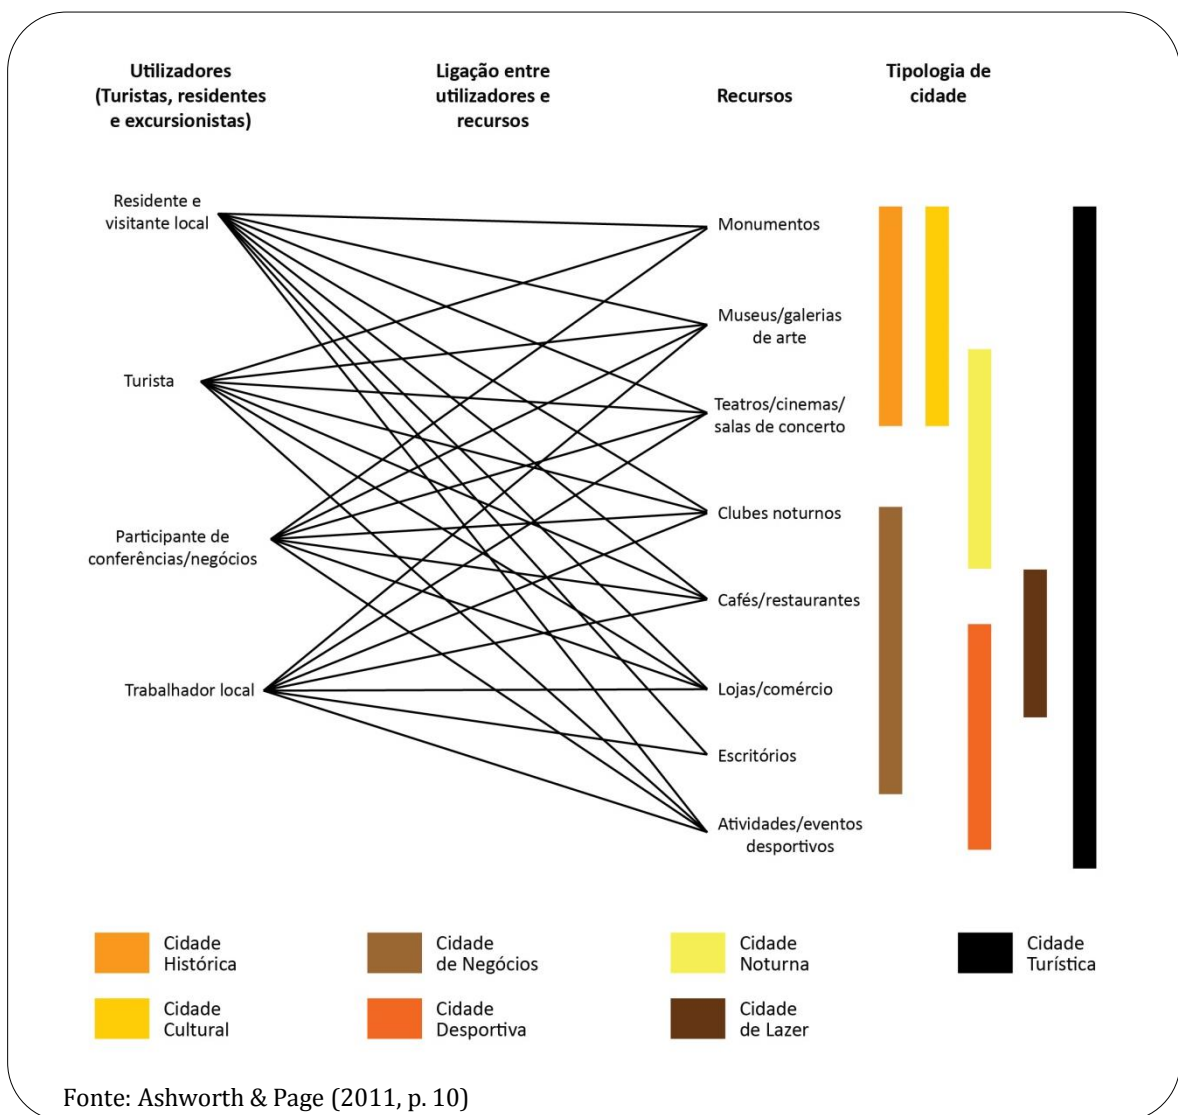 Utilizadores
(Turistas, residentes
e excursionistas)
Ligação entre
utilizadores e
recursos
Recursos
Tipologia de
cidade
Residente e
visitante local
Turista
Participante de
conferências/negócios
Trabalhador local
Monumentos
Museus/galerias
de arte
Teatros/cinemas/
salas de concerto
Clubes noturnos
Cafés/restaurantes
Lojas/comércio
Escritórios
Atividades/eventos
desportivos
Cidade
Histórica
Cidade
de Negócios
Cidade
Noturna
Cidade
Turística
Cidade
Cultural
Cidade
Desportiva
Cidade
de Lazer
Fonte: Ashworth & Page (2011, p. 10)